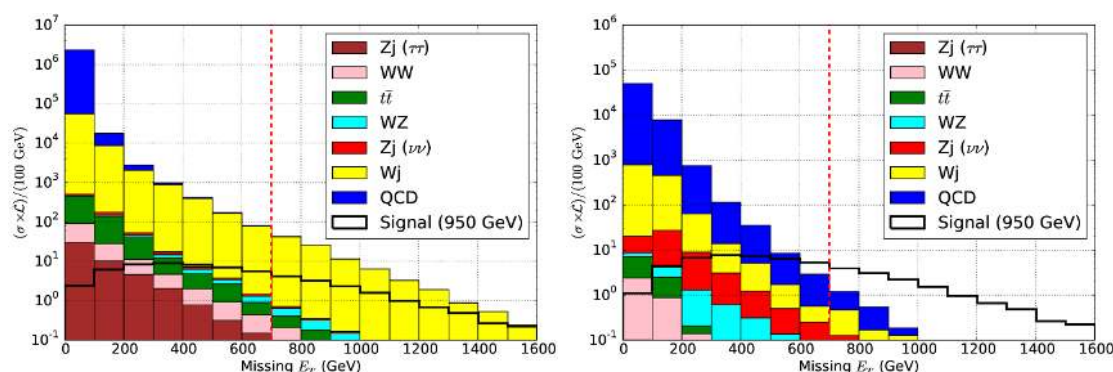 10^7
10^6
10^5
10^4
10^3
10^2
10^1
10^0
10^-1
(σ × ℒ)/(100 GeV)
0 200 400 600 800 1000 1200 1400 1600
Missing E_T (GeV)
Zj (ττ)
WW
tt̄
WZ
Zj (νν)
Wj
QCD
Signal (950 GeV)
10^6
10^5
10^4
10^3
10^2
10^1
10^0
10^-1
(σ × ℒ)/(100 GeV)
0 200 400 600 800 1000 1200 1400 1600
Missing E_T (GeV)
Zj (ττ)
WW
tt̄
WZ
Zj (νν)
Wj
QCD
Signal (950 GeV)